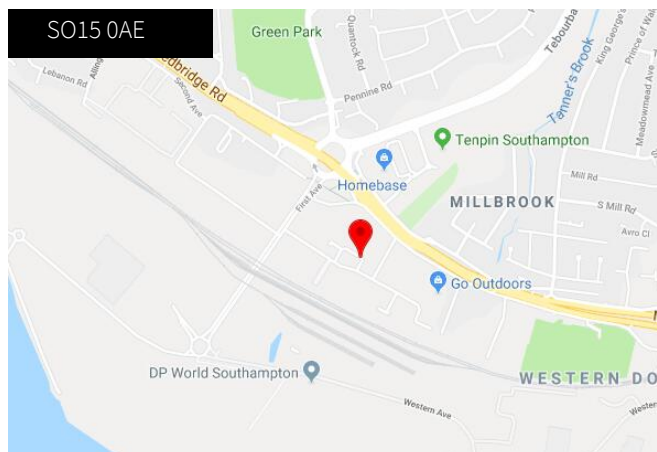 SO15 0AE
Green Park
Quantock Rd
Tebourba
Tanner's Brook
King George's
Prince of Wal
Meadowmead Ave
Lebanon Rd
Alling
edbridge Rd
Second Ave
Pennine Rd
Tenpin Southampton
Homebase
First Ave
MILLBROOK
Mill Rd
S Mill Rd
Avro Cl
Go Outdoors
DP World Southampton
WESTERN DO
Western Ave
Western